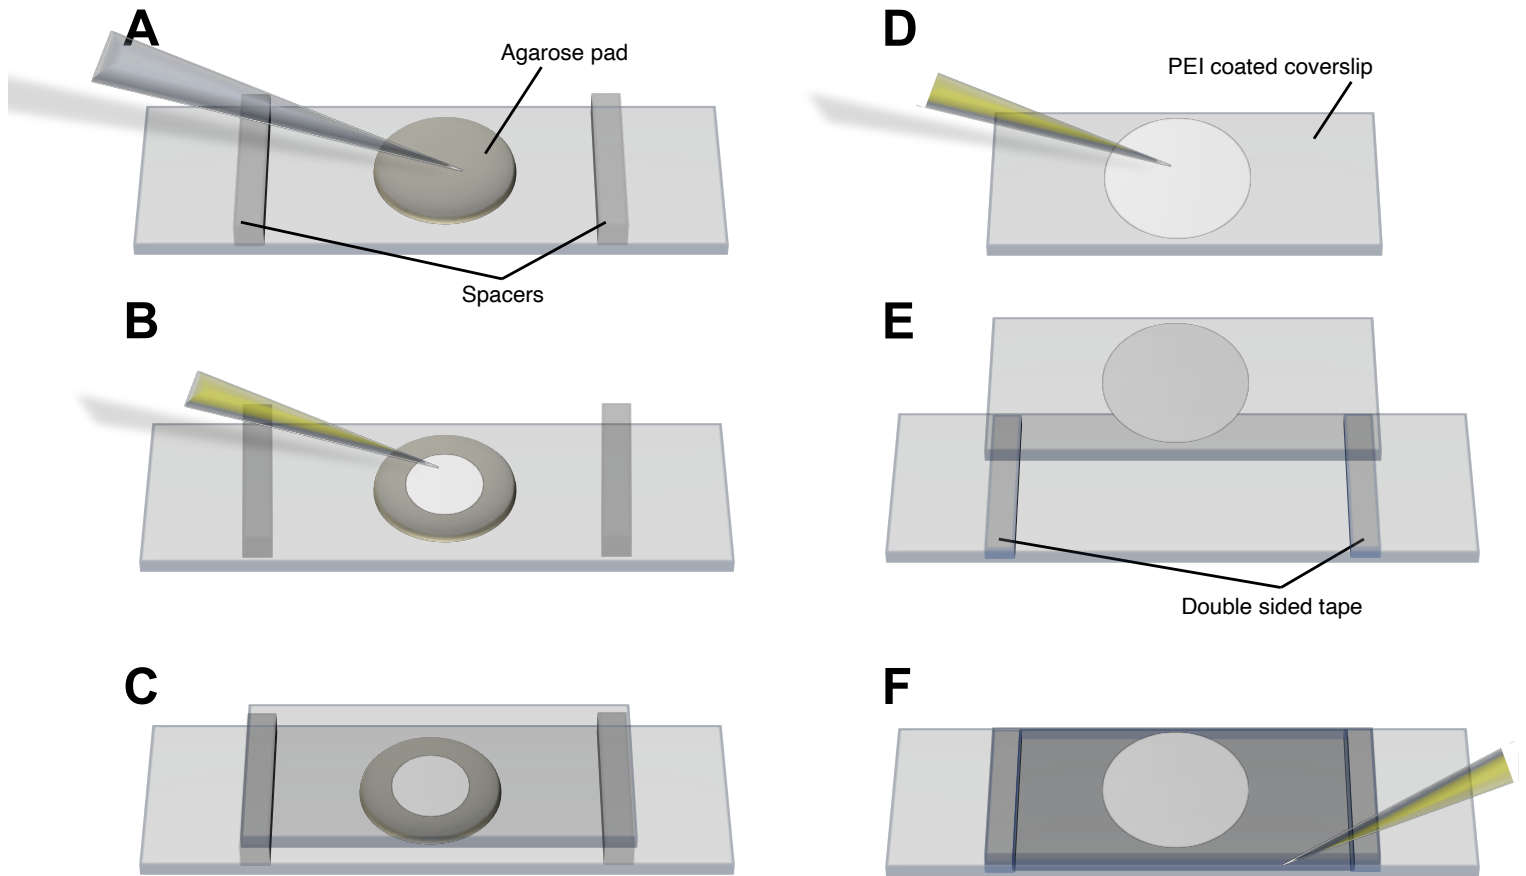 A
Agarose pad
Spacers
B
C
D
PEI coated coverslip
E
Double sided tape
F